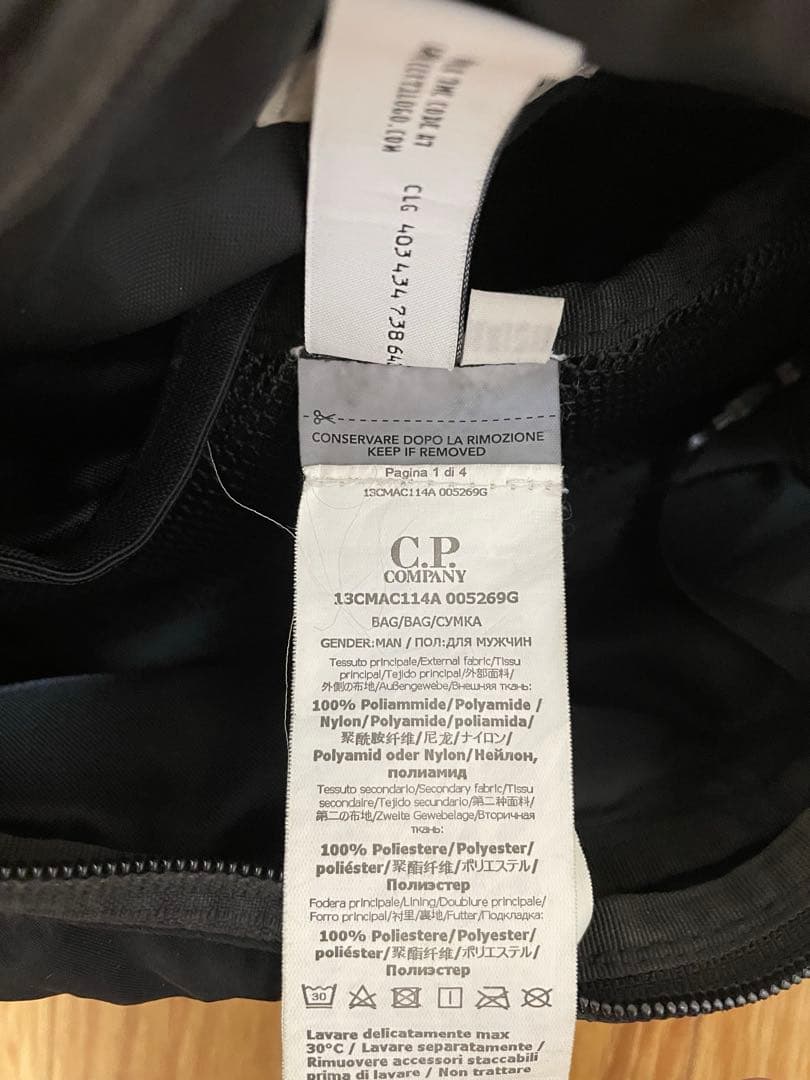 CLG 403434738
CONSERVARE DOPO LA RIMOZIONE
KEEP IF REMOVED
Pagina 1 di 4
13CMAC114A 005269G
C.P.
COMPANY
13CMAC114A 005269G
BAG/BAG/СУМКА
GENDER:MAN / ПОЛ:ДЛЯ МУЖЧИН
Tessuto principale/External fabric/Tissu
principal/Tejido principal/外部面料/
外側の布地/Außengewebe/Внешняя ткань:
100% Poliammide/Polyamide /
Nylon/Polyamide/poliamida/
聚酰胺纤维/尼龙/ナイロン/
Polyamid oder Nylon/Нейлон,
полиамид
Tessuto secondario/Secondary fabric/Tissu
secondaire/Tejido secundario/第二种面料/
第二の布地/Zweite Gewebelage/Вторичная
ткань:
100% Poliestere/Polyester/
poliéster/聚酯纤维/ポリエステル/
Полиэстер
Fodera principale/Lining/Doublure principale/
Forro principal/衬里/裏地/Futter/Подкладка:
100% Poliestere/Polyester/
poliéster/聚酯纤维/ポリエステル/
Полиэстер
30
Lavare delicatamente max
30°C / Lavare separatamente /
Rimuovere accessori staccabili
prima di lavare / Non trattare